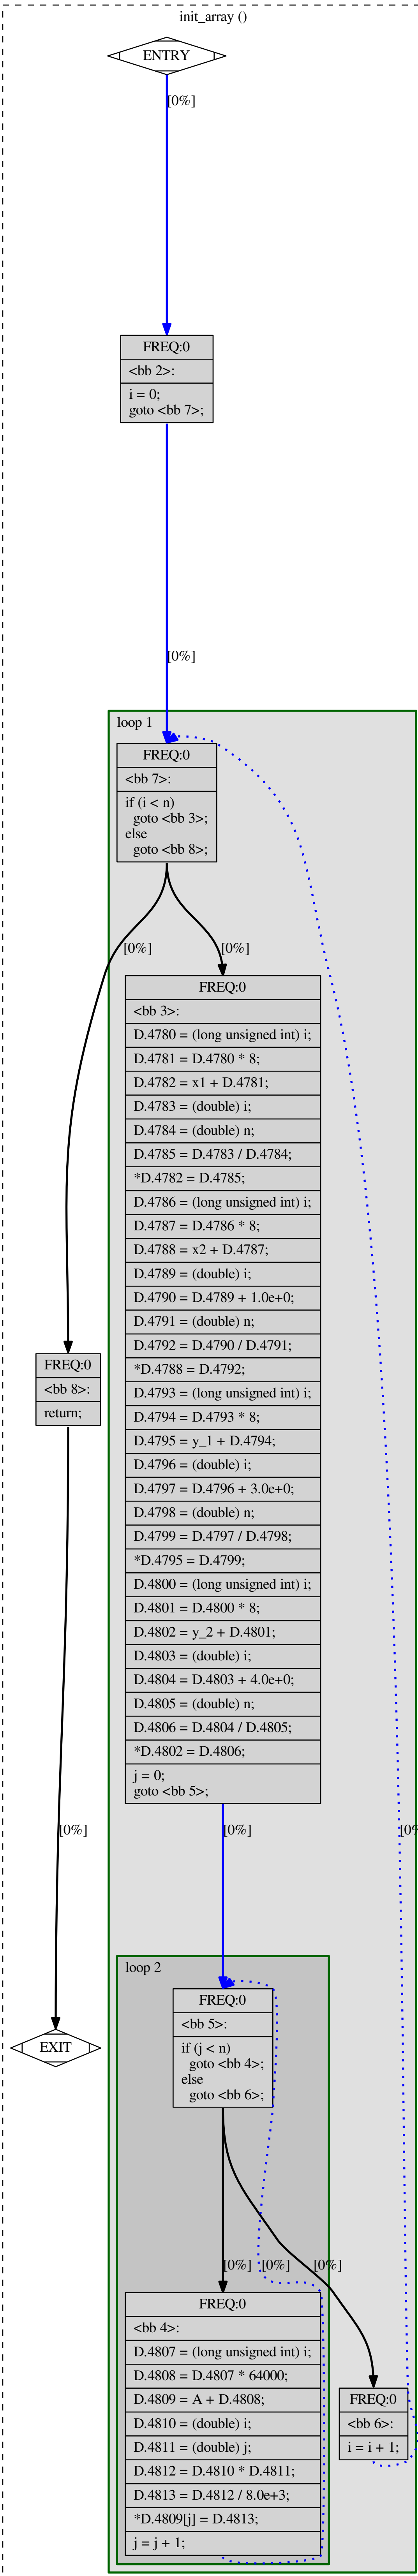 init_array ()
ENTRY
[0%]
FREQ:0
<bb 2>:
i = 0;
goto <bb 7>;
[0%]
loop 1
FREQ:0
<bb 7>:
if (i < n)
goto <bb 3>;
else
goto <bb 8>;
[0%]
[0%]
FREQ:0
<bb 3>:
D.4780 = (long unsigned int) i;
D.4781 = D.4780 * 8;
D.4782 = x1 + D.4781;
D.4783 = (double) i;
D.4784 = (double) n;
D.4785 = D.4783 / D.4784;
*D.4782 = D.4785;
D.4786 = (long unsigned int) i;
D.4787 = D.4786 * 8;
D.4788 = x2 + D.4787;
D.4789 = (double) i;
D.4790 = D.4789 + 1.0e+0;
D.4791 = (double) n;
D.4792 = D.4790 / D.4791;
*D.4788 = D.4792;
D.4793 = (long unsigned int) i;
D.4794 = D.4793 * 8;
D.4795 = y_1 + D.4794;
D.4796 = (double) i;
D.4797 = D.4796 + 3.0e+0;
D.4798 = (double) n;
D.4799 = D.4797 / D.4798;
*D.4795 = D.4799;
D.4800 = (long unsigned int) i;
D.4801 = D.4800 * 8;
D.4802 = y_2 + D.4801;
D.4803 = (double) i;
D.4804 = D.4803 + 4.0e+0;
D.4805 = (double) n;
D.4806 = D.4804 / D.4805;
*D.4802 = D.4806;
j = 0;
goto <bb 5>;
FREQ:0
<bb 8>:
return;
[0%]
[0%]
[0%
EXIT
loop 2
FREQ:0
<bb 5>:
if (j < n)
goto <bb 4>;
else
goto <bb 6>;
[0%]
[0%]
[0%]
FREQ:0
<bb 4>:
D.4807 = (long unsigned int) i;
D.4808 = D.4807 * 64000;
D.4809 = A + D.4808;
D.4810 = (double) i;
D.4811 = (double) j;
D.4812 = D.4810 * D.4811;
D.4813 = D.4812 / 8.0e+3;
*D.4809[j] = D.4813;
j = j + 1;
FREQ:0
<bb 6>:
i = i + 1;